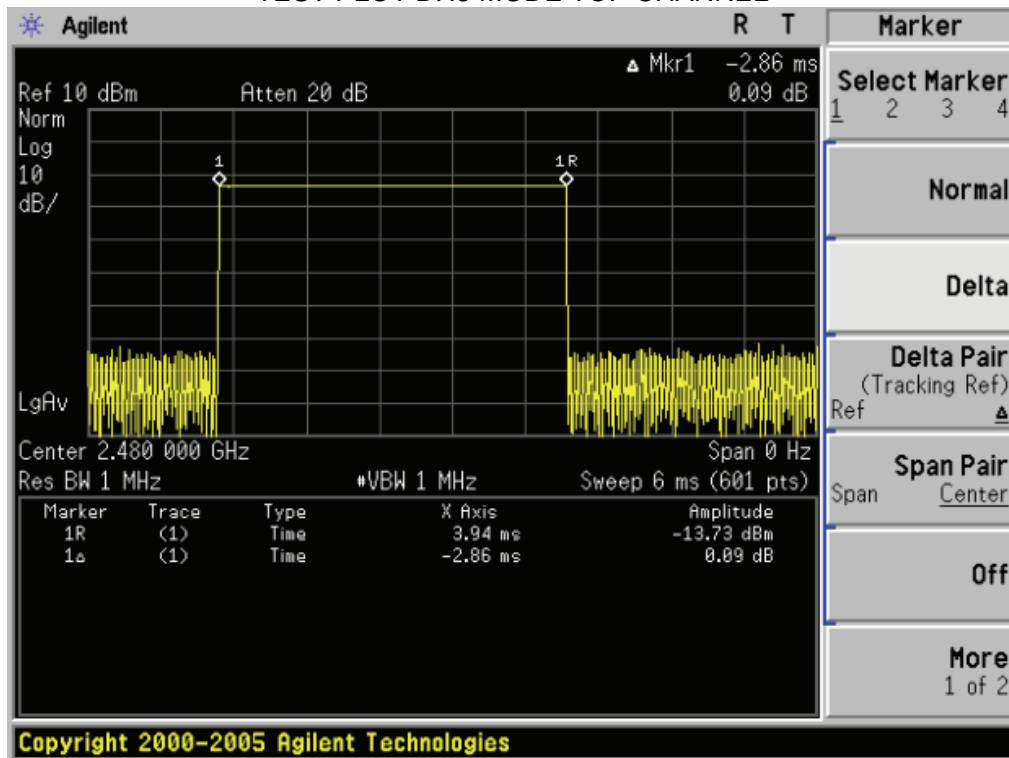 Agilent
R T
Marker
▵ Mkr1 -2.86 ms
Ref 10 dBm Atten 20 dB 0.09 dB
Norm
Log
10
dB/
1
1R
LgAv
Center 2.480 000 GHz Span 0 Hz
Res BW 1 MHz #VBW 1 MHz Sweep 6 ms (601 pts)
Marker Trace Type X Axis Amplitude
1R (1) Time 3.94 ms -13.73 dBm
1▵ (1) Time -2.86 ms 0.09 dB
Select Marker
1 2 3 4
Normal
Delta
Delta Pair
(Tracking Ref)
Ref ▵
Span Pair
Span Center
Off
More
1 of 2
Copyright 2000-2005 Agilent Technologies